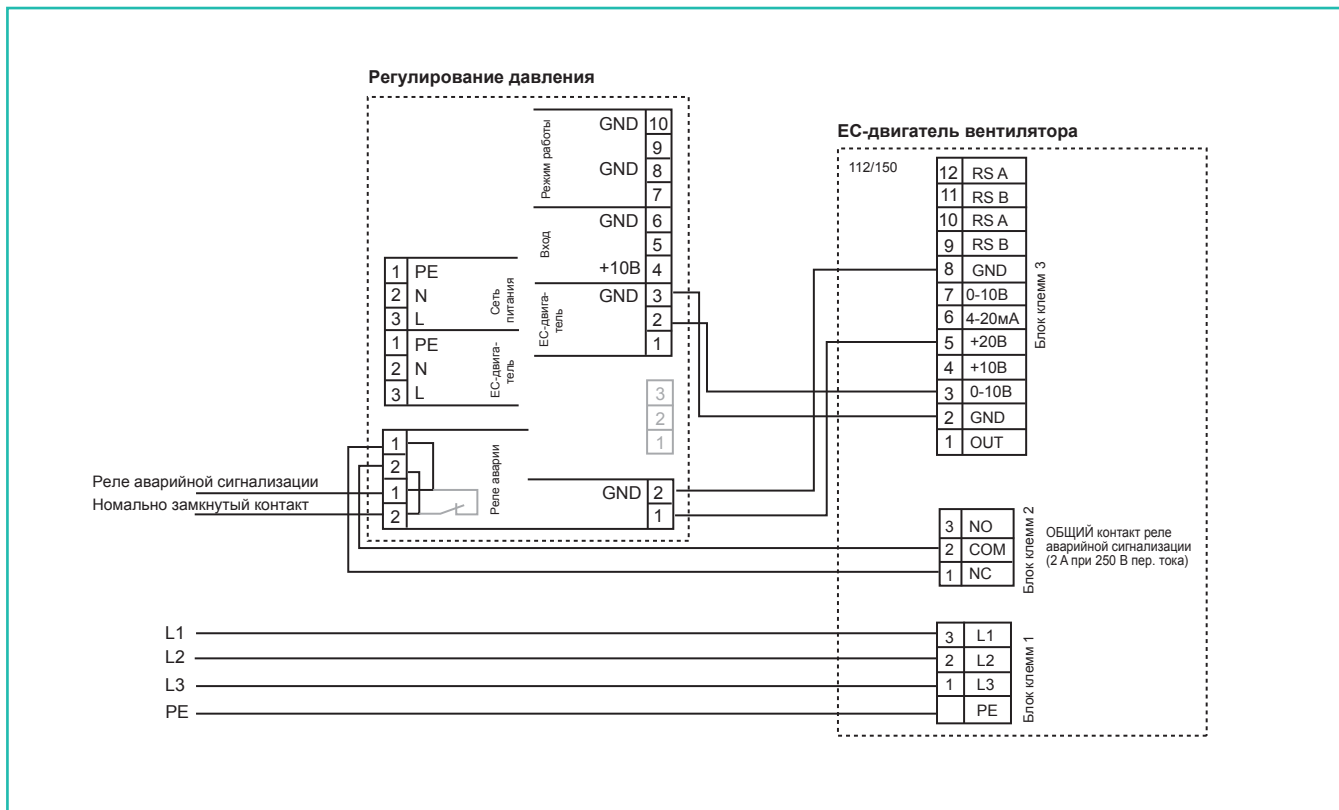 Регулирование давления
GND 10
9
GND 8
7
Режим работы
GND 6
5
+10В 4
Вход
GND 3
2
1
ЕС-двига-
тель
1 PE
2 N
3 L
Сеть
питания
1 PE
2 N
3 L
ЕС-двига-
тель
3
2
1
1
2
1
2
Реле аварии
GND 2
1
Реле аварийной сигнализации
Номально замкнутый контакт
ЕС-двигатель вентилятора
112/150
12 RS A
11 RS B
10 RS A
9 RS B
8 GND
7 0-10В
6 4-20мА
5 +20В
4 +10В
3 0-10В
2 GND
1 OUT
Блок клемм 3
3 NO
2 COM
1 NC
Блок клемм 2
ОБЩИЙ контакт реле
аварийной сигнализации
(2 А при 250 В пер. тока)
L1
L2
L3
PE
3 L1
2 L2
1 L3
PE
Блок клемм 1